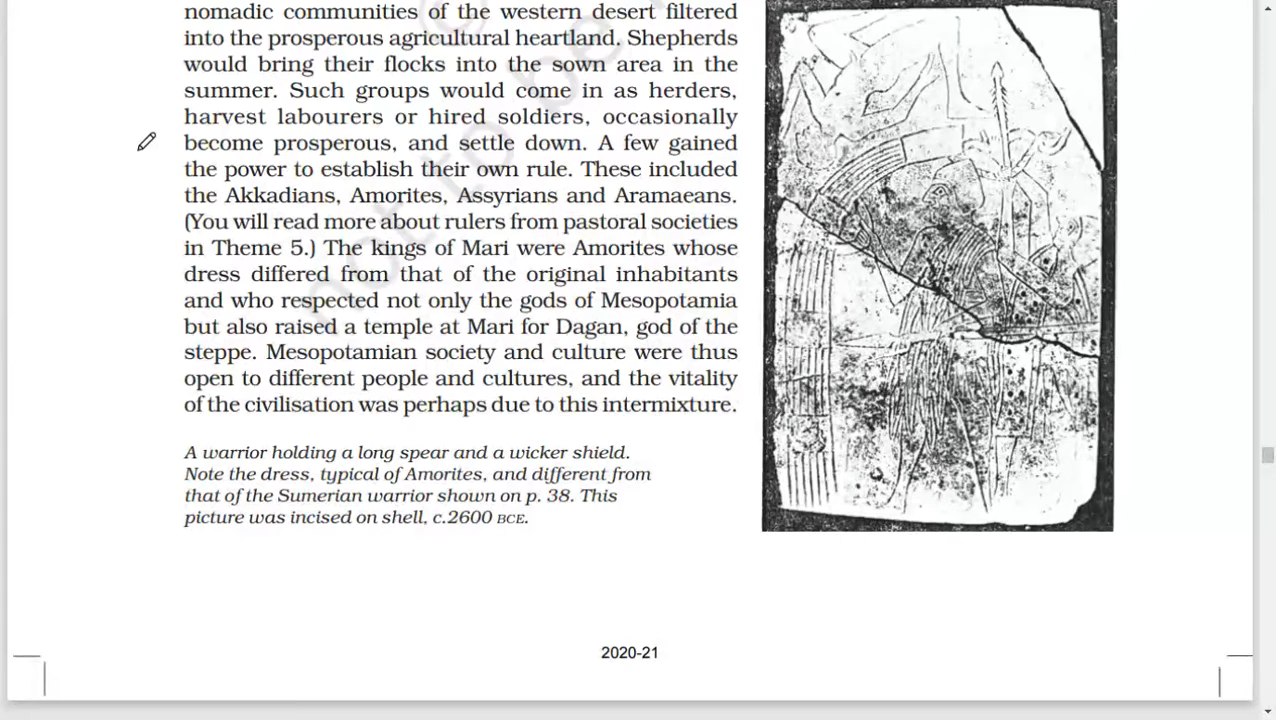 nomadic communities of the western desert filtered
into the prosperous agricultural heartland. Shepherds
would bring their flocks into the sown area in the
summer. Such groups would come in as herders,
harvest labourers or hired soldiers, occasionally
become prosperous, and settle down. A few gained
the power to establish their own rule. These included
the Akkadians, Amorites, Assyrians and Aramaeans.
(You will read more about rulers from pastoral societies
in Theme 5.) The kings of Mari were Amorites whose
dress differed from that of the original inhabitants
and who respected not only the gods of Mesopotamia
but also raised a temple at Mari for Dagan, god of the
steppe. Mesopotamian society and culture were thus
open to different people and cultures, and the vitality
of the civilisation was perhaps due to this intermixture.
A warrior holding a long spear and a wicker shield.
Note the dress, typical of Amorites, and different from
that of the Sumerian warrior shown on p. 38. This
picture was incised on shell, c.2600 BCE.
not to be
2020-21